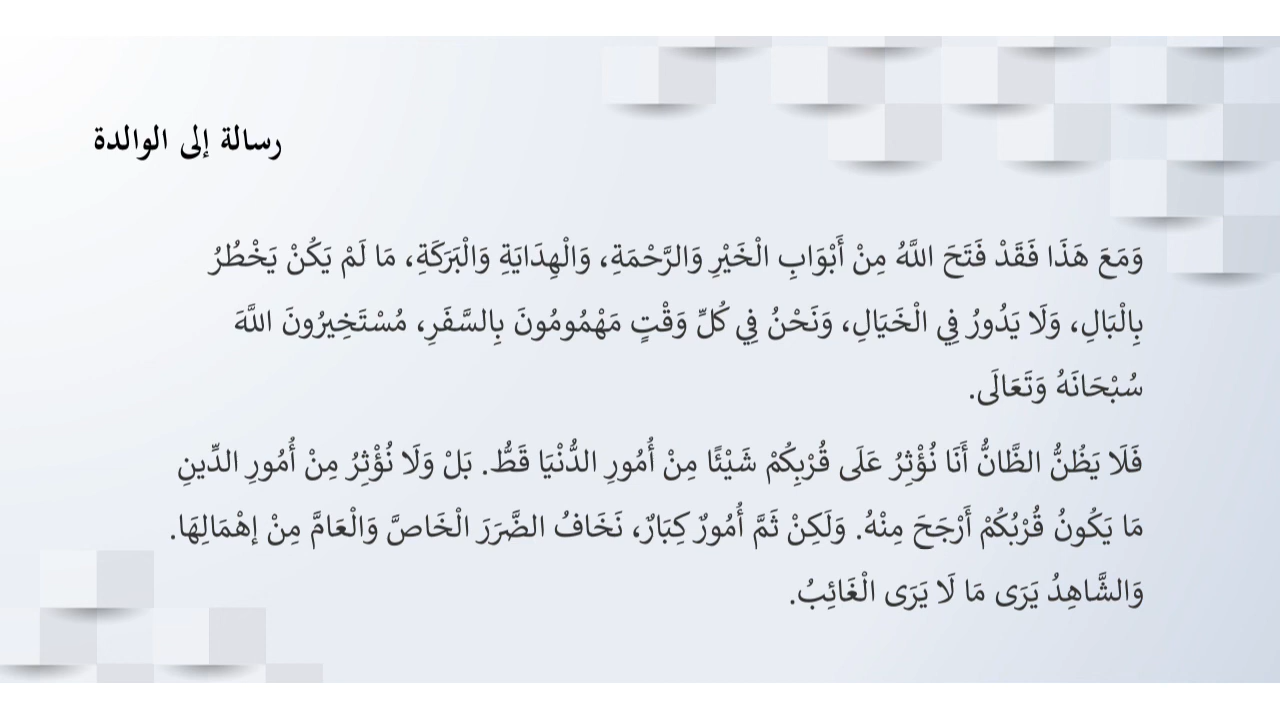 رسالة إلى الوالدة
وَمَعَ هَذَا فَقَدْ فَتَحَ اللَّهُ مِنْ أَبْوَابِ الْخَيْرِ وَالرَّحْمَةِ، وَالْهِدَايَةِ وَالْبَرَكَةِ، مَا لَمْ يَكُنْ يَخْطُرُ
بِالْبَالِ، وَلَا يَدُورُ فِي الْخَيَالِ، وَنَحْنُ فِي كُلِّ وَقْتٍ مَهْمُومُونَ بِالسَّفَرِ، مُسْتَخِيرُونَ اللَّهَ
سُبْحَانَهُ وَتَعَالَى.
فَلَا يَظُنُّ الظَّانُّ أَنَا نُؤْثِرُ عَلَى قُرْبِكُمْ شَيْئًا مِنْ أُمُورِ الدُّنْيَا قَطُّ. بَلْ وَلَا نُؤْثِرُ مِنْ أُمُورِ الدِّينِ
مَا يَكُونُ قُرْبُكُمْ أَرْجَحَ مِنْهُ. وَلَكِنْ ثَمَّ أُمُورٌ كِبَارٌ، نَخَافُ الضَّرَرَ الْخَاصَّ وَالْعَامَّ مِنْ إهْمَالِهَا.
وَالشَّاهِدُ يَرَى مَا لَا يَرَى الْغَائِبُ.